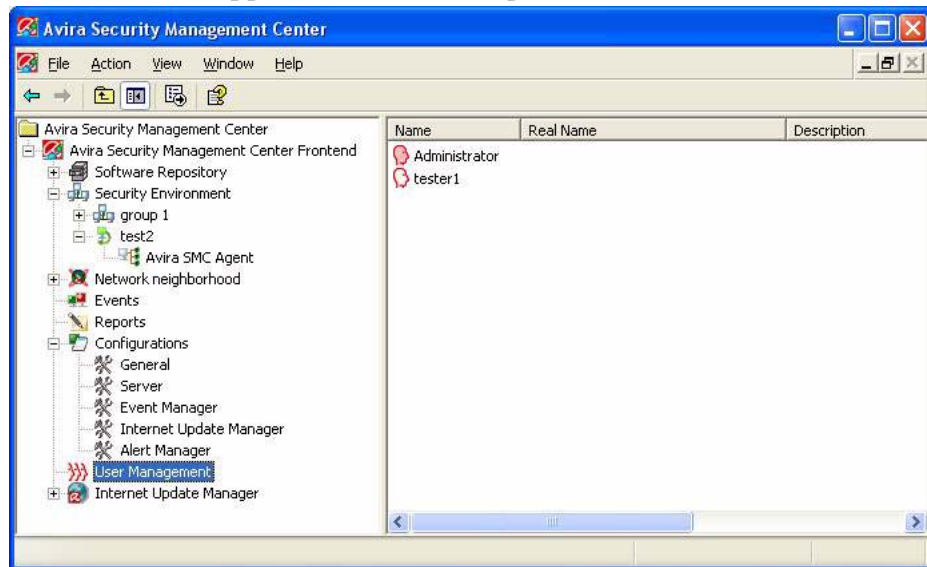 Avira Security Management Center
File Action View Window Help
Avira Security Management Center
Avira Security Management Center Frontend
Software Repository
Security Environment
group 1
test2
Avira SMC Agent
Network neighborhood
Events
Reports
Configurations
General
Server
Event Manager
Internet Update Manager
Alert Manager
User Management
Internet Update Manager
Name Real Name Description
Administrator
tester1